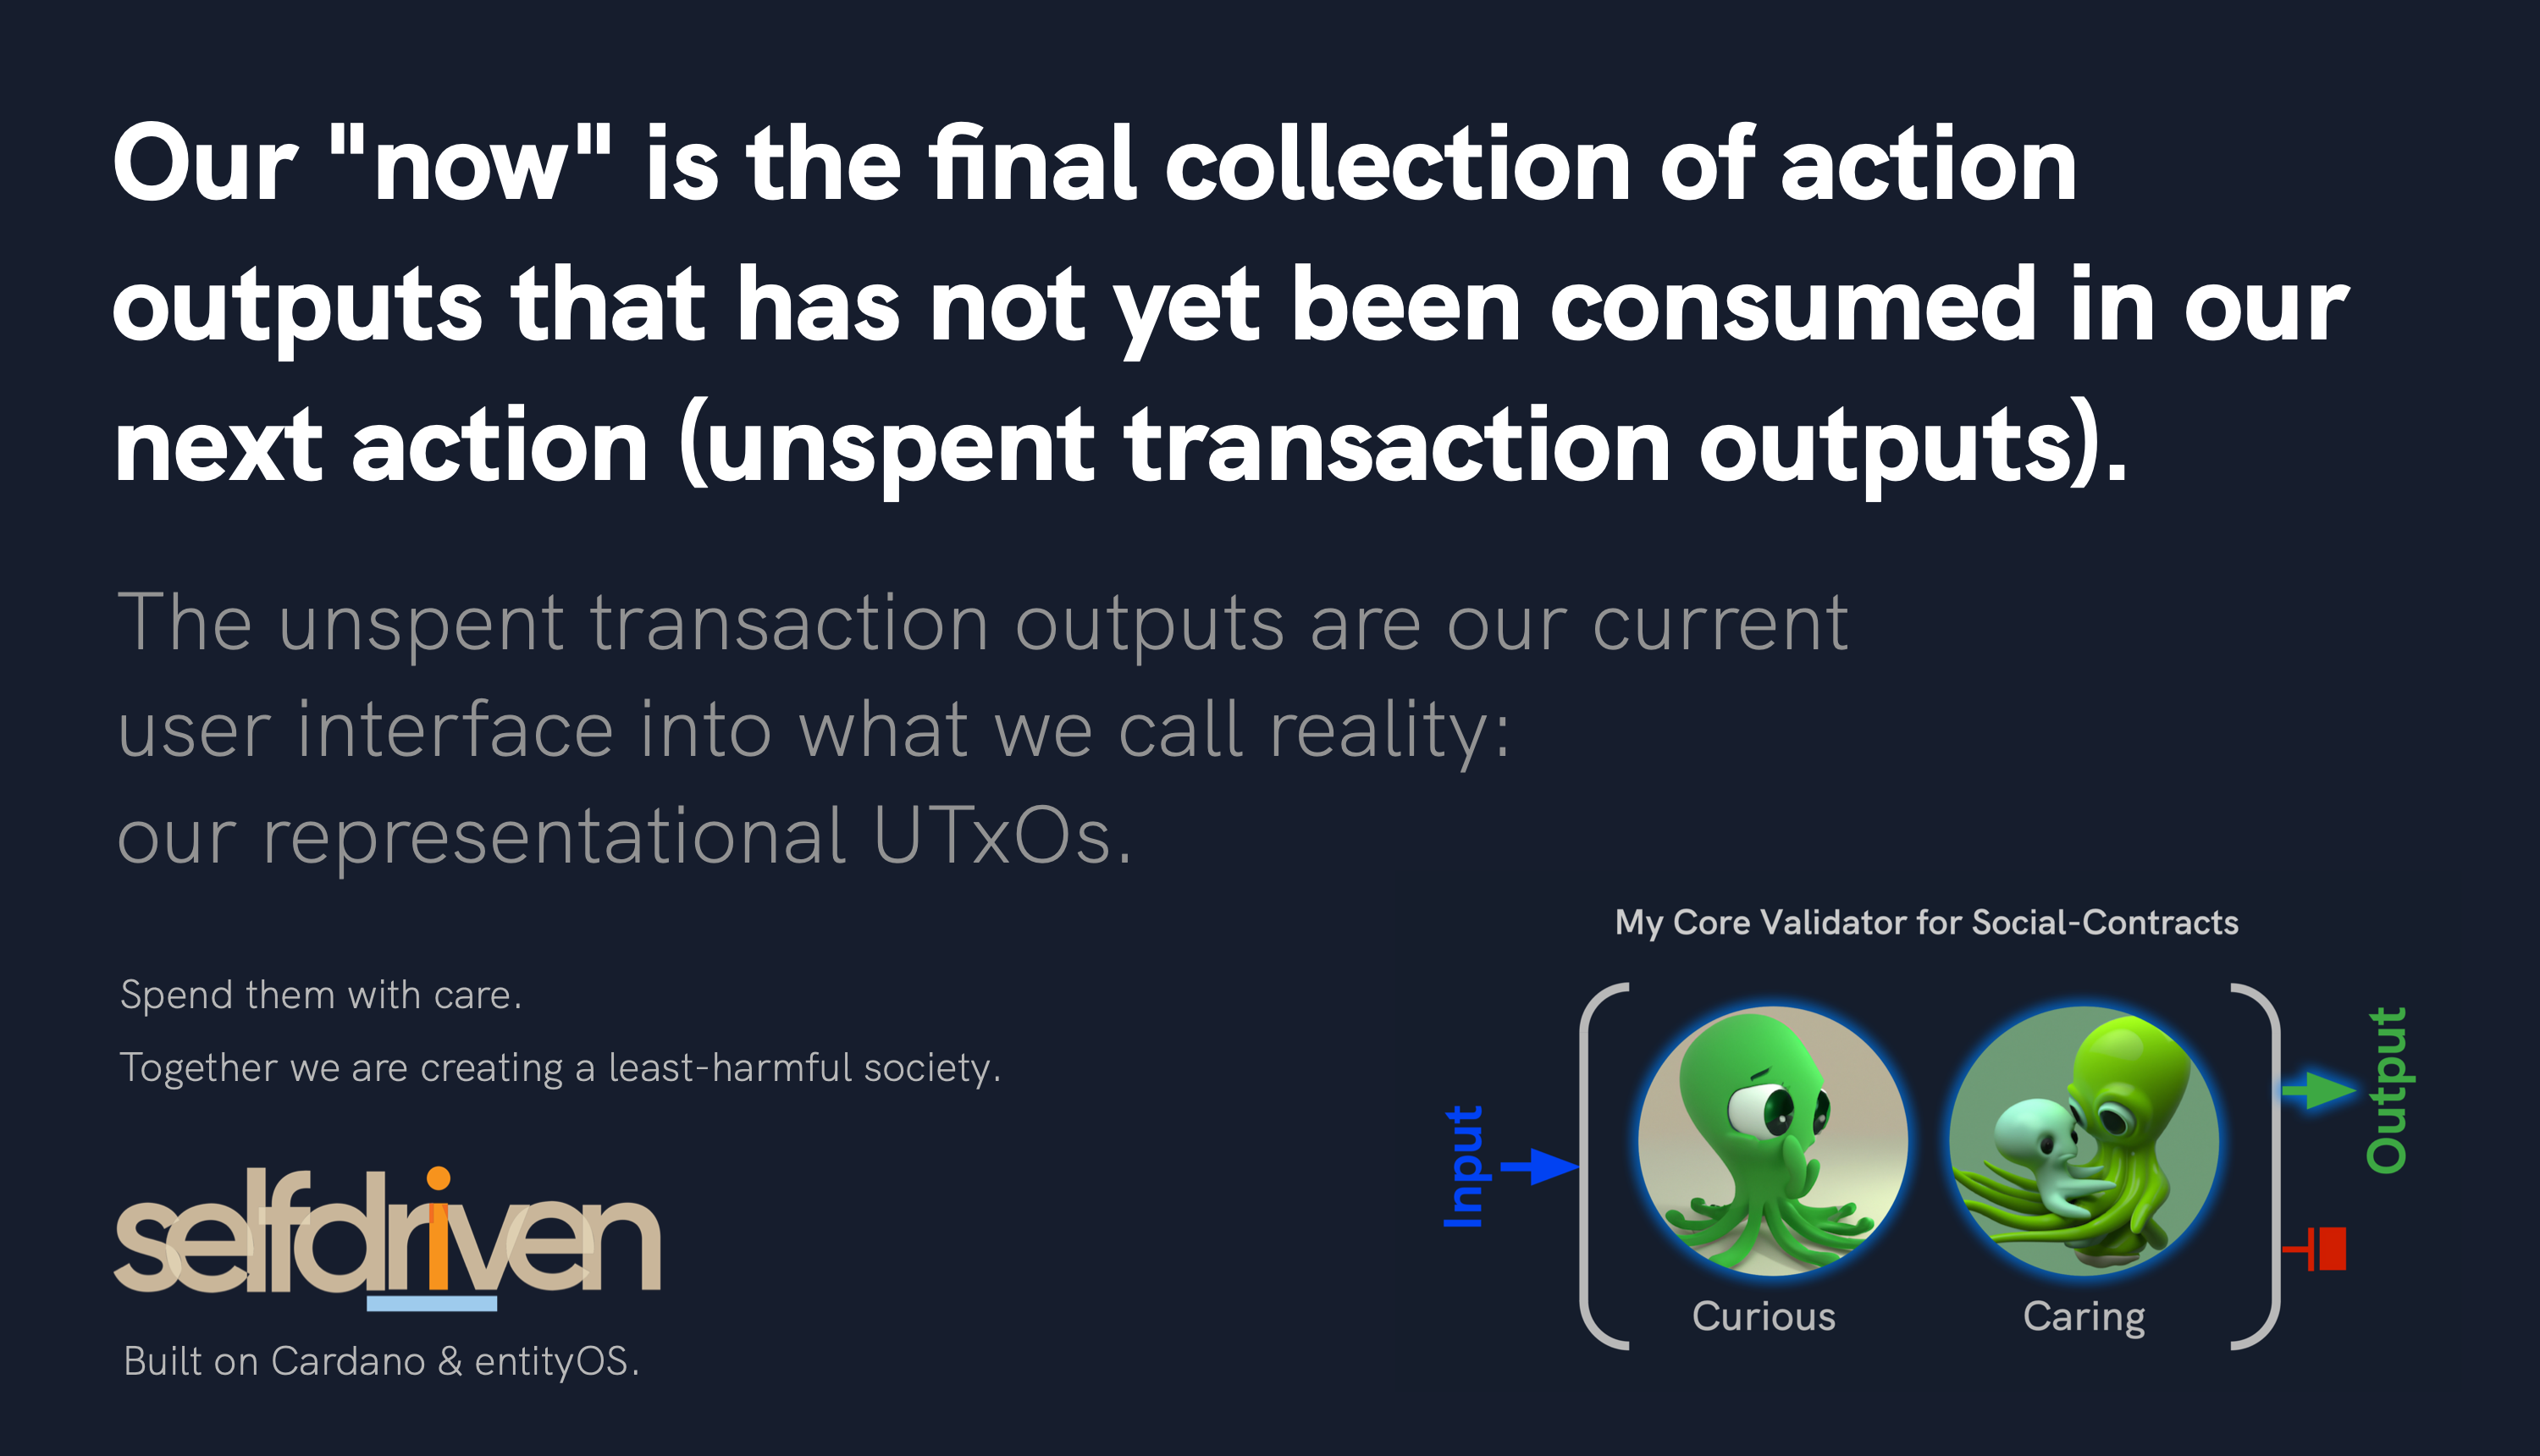 Our "now" is the final collection of action
outputs that has not yet been consumed in our
next action (unspent transaction outputs).
The unspent transaction outputs are our current
user interface into what we call reality:
our representational UTxOs.
Spend them with care.
Together we are creating a least-harmful society.
selfdriven
Built on Cardano & entityOS.
My Core Validator for Social-Contracts
Input
Curious
Caring
Output